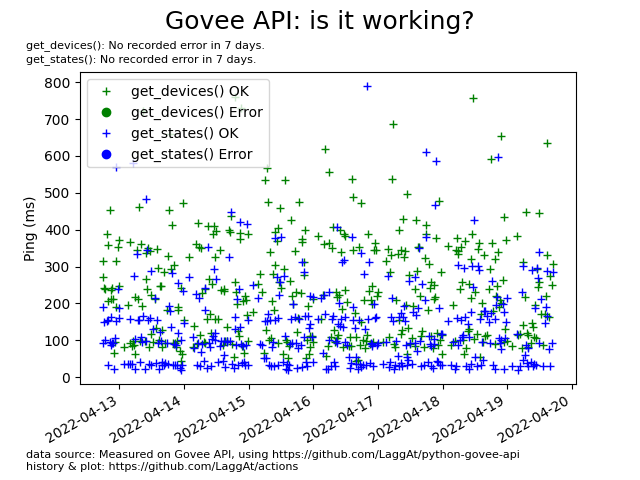 Govee API: is it working?
get_devices(): No recorded error in 7 days.
get_states(): No recorded error in 7 days.
get_devices() OK
get_devices() Error
get_states() OK
get_states() Error
Ping (ms)
800
700
600
500
400
300
200
100
0
2022-04-13
2022-04-14
2022-04-15
2022-04-16
2022-04-17
2022-04-18
2022-04-19
2022-04-20
data source: Measured on Govee API, using https://github.com/LaggAt/python-govee-api
history & plot: https://github.com/LaggAt/actions